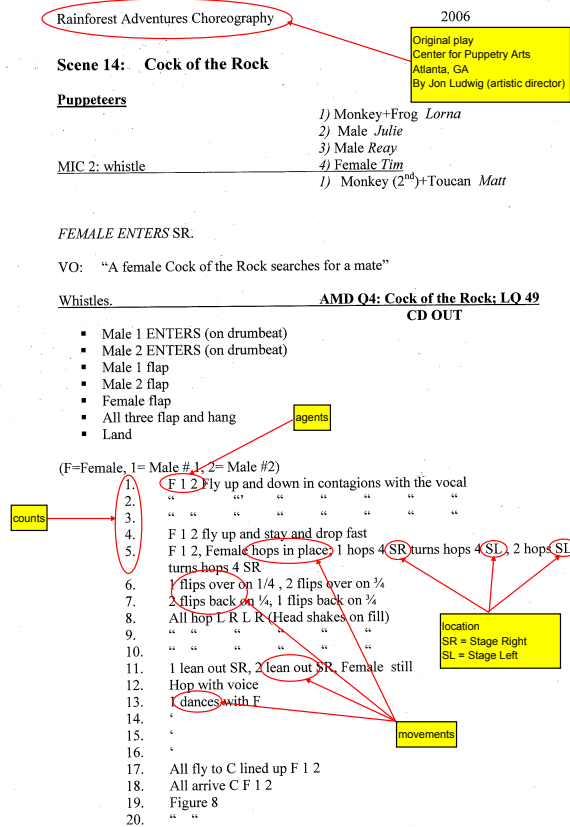 Rainforest Adventures Choreography 2006
Original play
Center for Puppetry Arts
Atlanta, GA
By Jon Ludwig (artistic director)
Scene 14: Cock of the Rock
Puppeteers
1) Monkey+Frog Lorna
2) Male Julie
3) Male Reay
MIC 2: whistle 4) Female Tim
1) Monkey (2nd)+Toucan Matt
FEMALE ENTERS SR.
VO: “A female Cock of the Rock searches for a mate”
Whistles. AMD Q4: Cock of the Rock; LQ 49
CD OUT
▪ Male 1 ENTERS (on drumbeat)
▪ Male 2 ENTERS (on drumbeat)
▪ Male 1 flap
▪ Male 2 flap
▪ Female flap
▪ All three flap and hang
▪ Land
agents
(F=Female, 1= Male #,1, 2= Male #2)
counts
1. F 1 2 Fly up and down in contagions with the vocal
2. “ “’ “ “ “ “ “
3. “ “ “ “ “ “ “
4. F 1 2 fly up and stay and drop fast
5. F 1 2, Female hops in place; 1 hops 4 SR turns hops 4 SL, 2 hops SL
turns hops 4 SR
6. 1 flips over on 1/4 , 2 flips over on ¾
7. 2 flips back on ¼, 1 flips back on ¾
8. All hop L R L R (Head shakes on fill)
9. “ “ “ “ “ “
10. “ “ “ “ “ “
11. 1 lean out SR, 2 lean out SR, Female still
12. Hop with voice
13. 1 dances with F
14. ‘
15. ‘
16. ‘
17. All fly to C lined up F 1 2
18. All arrive C F 1 2
19. Figure 8
20. “ “
location
SR = Stage Right
SL = Stage Left
movements